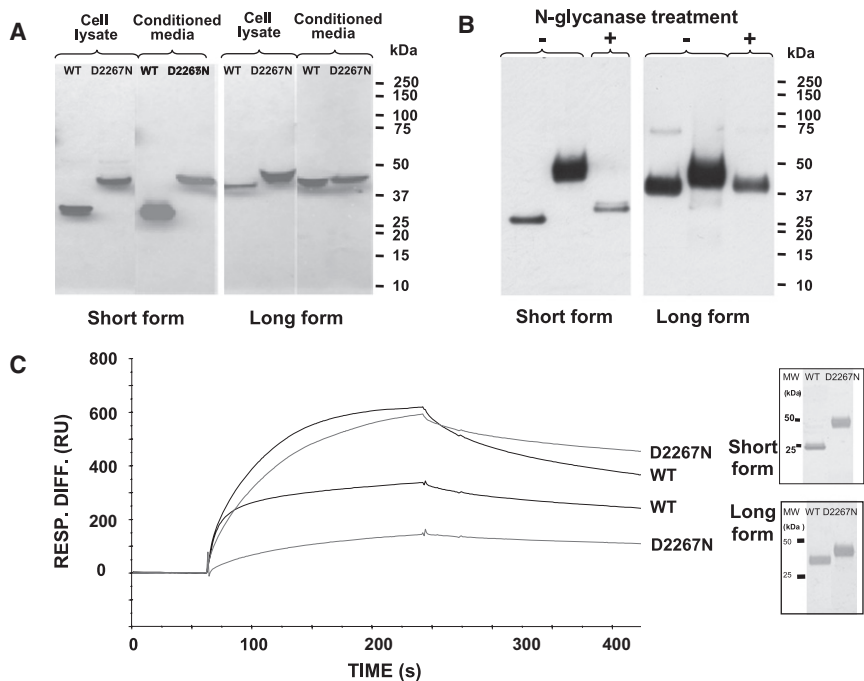 A
Cell lysate
Conditioned media
Cell lysate
Conditioned media
kDa
WT D2267N WT D2267N WT D2267N WT D2267N
250
150
100
75
50
37
25
20
15
10
Short form
Long form
B
N-glycanase treatment
- + - +
kDa
250
150
100
75
50
37
25
20
15
10
Short form
Long form
C
RESP. DIFF. (RU)
800
600
400
200
0
0 100 200 300 400
TIME (s)
D2267N
WT
WT
D2267N
Short form
MW WT D2267N
(kDa)
50
25
Long form
MW WT D2267N
(kDa)
50
25